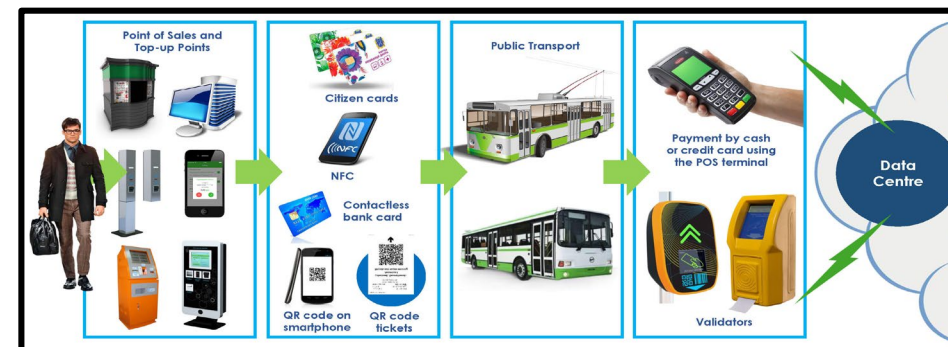 Point of Sales and
Top-up Points
Citizen cards
NFC
NFC
Contactless
bank card
QR code on
smartphone
QR code
tickets
Public Transport
Payment by cash
or credit card using
the POS terminal
Validators
Data
Centre